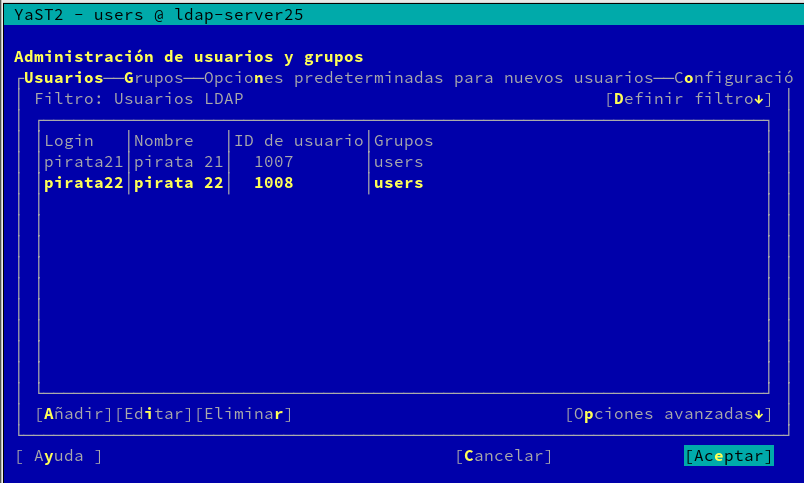 YaST2 - users @ ldap-server25
Administración de usuarios y grupos
Usuarios──Grupos──Opciones predeterminadas para nuevos usuarios──Configuració
Filtro: Usuarios LDAP [Definir filtro↓]
Login │Nombre │ID de usuario│Grupos
pirata21│pirata 21│ 1007 │users
pirata22│pirata 22│ 1008 │users
[Añadir][Editar][Eliminar] [Opciones avanzadas↓]
[ Ayuda ] [Cancelar] [Aceptar]